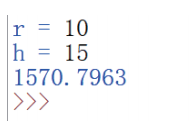 r = 10
h = 15
1570.7963
>>>